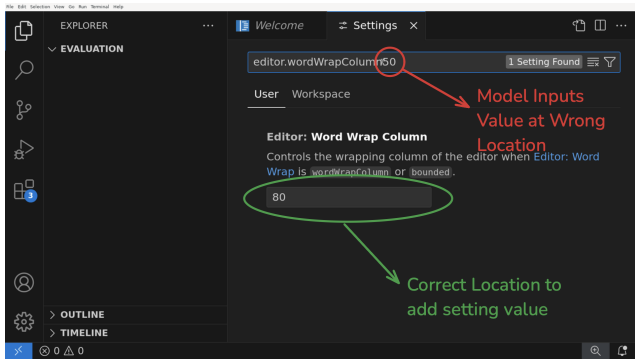 File Edit Selection View Go Run Terminal Help
EXPLORER ...
Welcome
Settings ×
EVALUATION
editor.wordWrapColumn50
1 Setting Found
User Workspace
Model Inputs
Value at Wrong
Location
Editor: Word Wrap Column
Controls the wrapping column of the editor when Editor: Word
Wrap is wordWrapColumn or bounded.
80
3
Correct Location to
add setting value
OUTLINE
TIMELINE
0 0